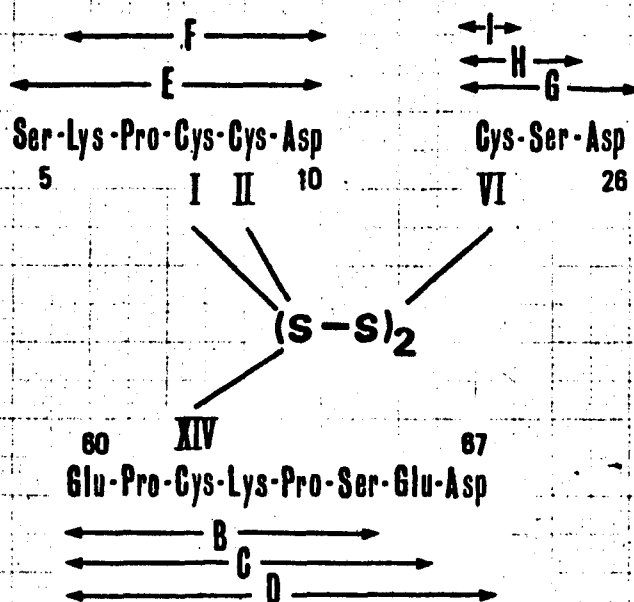 F
I
E
H
G
Ser-Lys-Pro-Cys-Cys-Asp
Cys-Ser-Asp
5
I
II
10
VI
26
(S-S)2
XIV
60
67
Glu-Pro-Cys-Lys-Pro-Ser-Glu-Asp
B
C
D